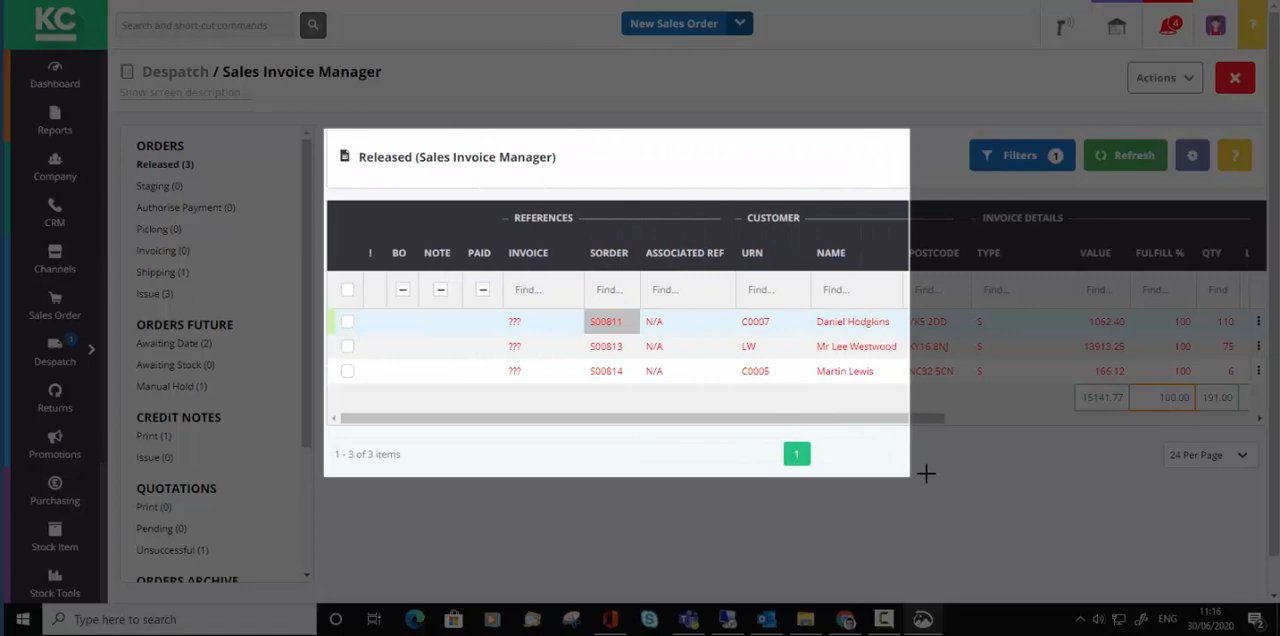 KC
Search and short-cut commands
New Sales Order
4
?
Despatch / Sales Invoice Manager
Show screen description...
Actions
Dashboard
Reports
Company
CRM
Channels
Sales Order
Despatch
1
Returns
Promotions
Purchasing
Stock Item
Stock Tools
ORDERS
Released (3)
Staging (0)
Authorise Payment (0)
Picking (0)
Invoicing (0)
Shipping (1)
Issue (3)
ORDERS FUTURE
Awaiting Date (2)
Awaiting Stock (0)
Manual Hold (1)
CREDIT NOTES
Print (1)
Issue (0)
QUOTATIONS
Print (0)
Pending (0)
Unsuccessful (1)
ORDERS ARCHIVE
Released (Sales Invoice Manager)
Filters 1
Refresh
?
REFERENCES CUSTOMER INVOICE DETAILS
! BO NOTE PAID INVOICE SORDER ASSOCIATED REF URN NAME POSTCODE TYPE VALUE FULFILL % QTY
Find... Find... Find... Find... Find... Find... Find... Find... Find... Find
??? S00811 N/A C0007 Daniel Hodgkins S 1062.40 100 110
??? S00813 N/A LW Mr Lee Westwood KY16 8NJ S 13913.25 100 75
??? S00814 N/A C0005 Martin Lewis NC32 5CN S 166.12 100 6
15141.77 100.00 191.00
1 - 3 of 3 items
1
24 Per Page
Type here to search
ENG
11:16
30/06/2020
2